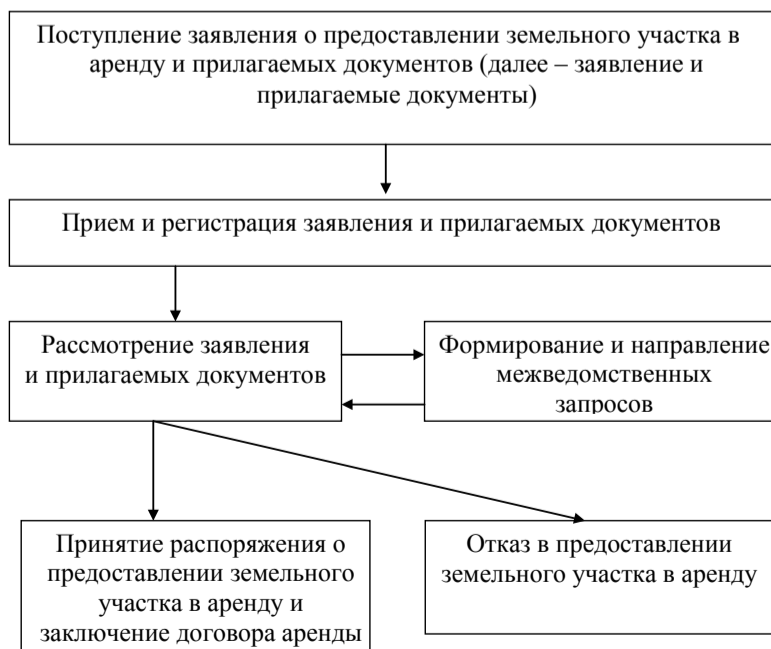 Поступление заявления о предоставлении земельного участка в
аренду и прилагаемых документов (далее – заявление и
прилагаемые документы)
Прием и регистрация заявления и прилагаемых документов
Рассмотрение заявления
и прилагаемых документов
Формирование и направление
межведомственных
запросов
Принятие распоряжения о
предоставлении земельного
участка в аренду и
заключение договора аренды
Отказ в предоставлении
земельного участка в аренду